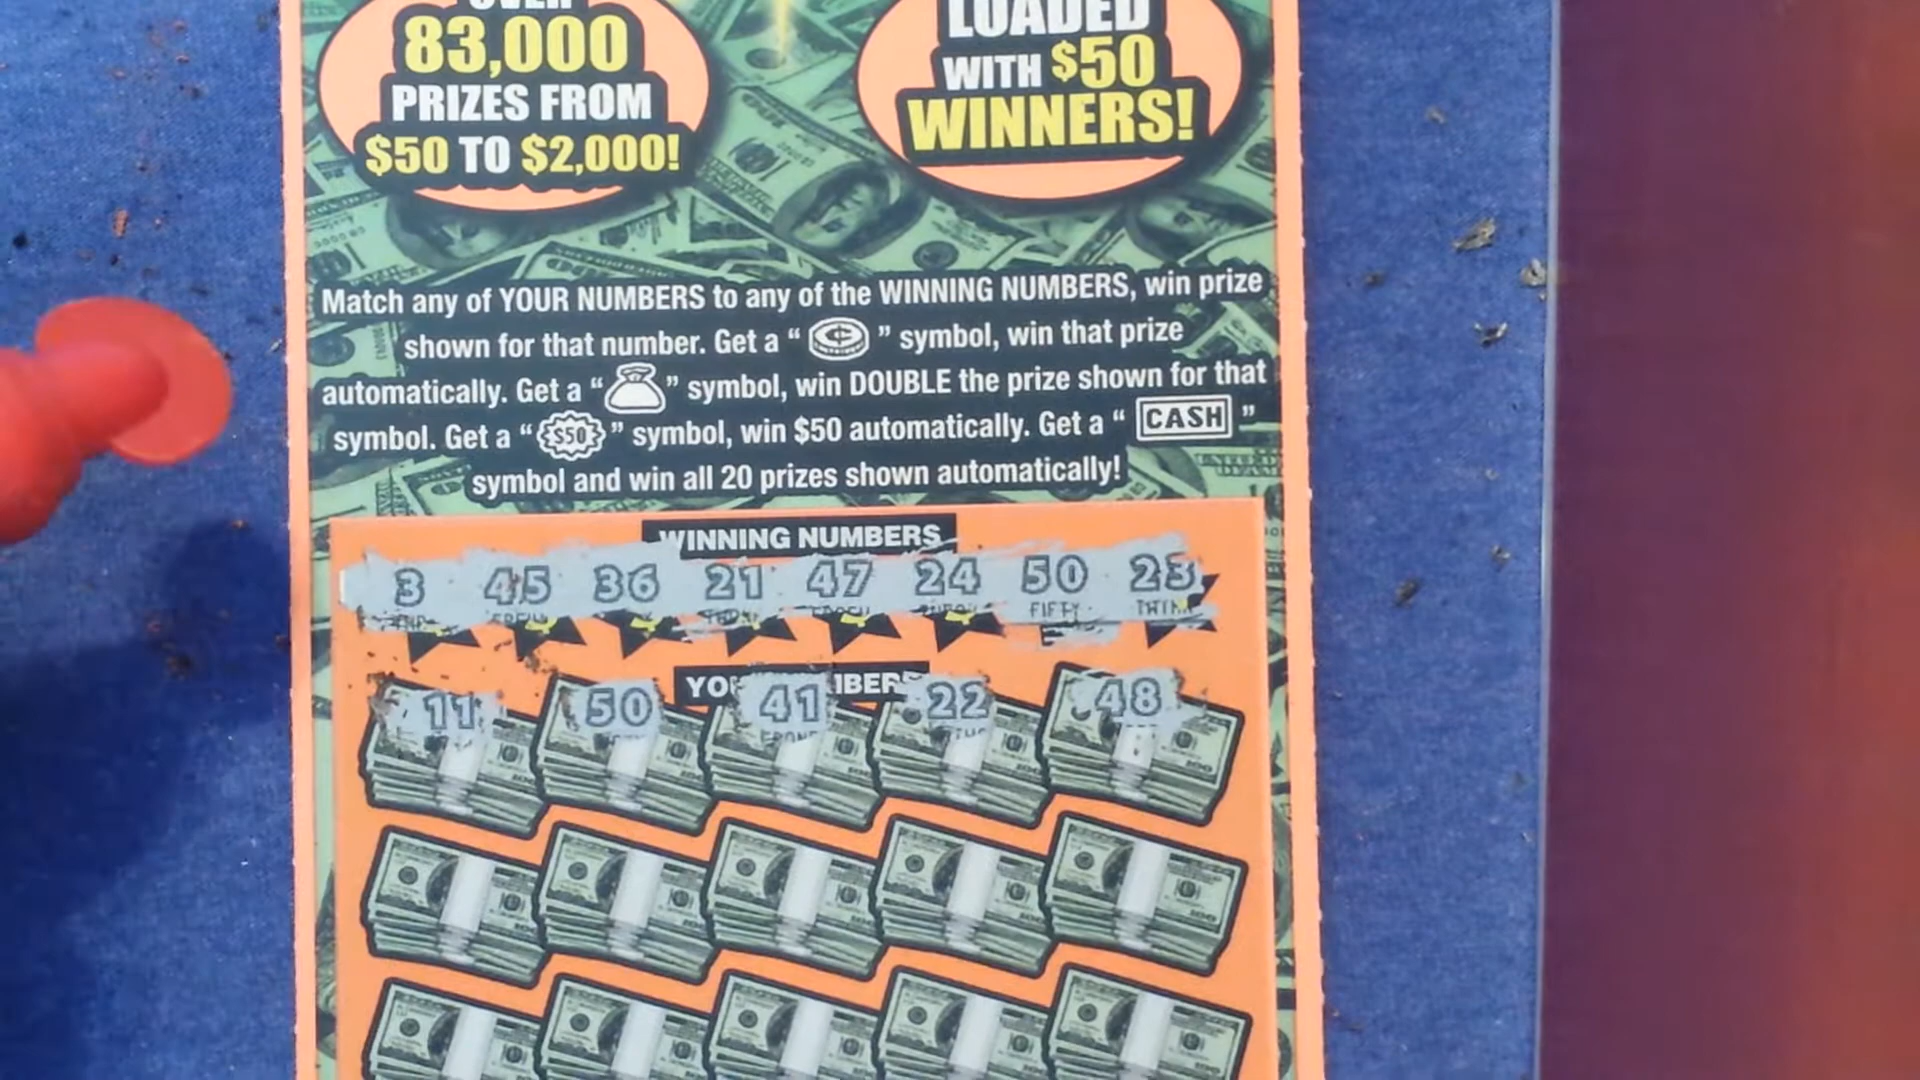 OVER
83,000
PRIZES FROM
$50 TO $2,000!
LOADED
WITH $50
WINNERS!
Match any of YOUR NUMBERS to any of the WINNING NUMBERS, win prize
shown for that number. Get a “ ” symbol, win that prize
automatically. Get a “ ” symbol, win DOUBLE the prize shown for that
symbol. Get a “$50” symbol, win $50 automatically. Get a “CASH”
symbol and win all 20 prizes shown automatically!
WINNING NUMBERS
3 45 36 21 47 24 50 23
FIFTY
11 50 41 22 48